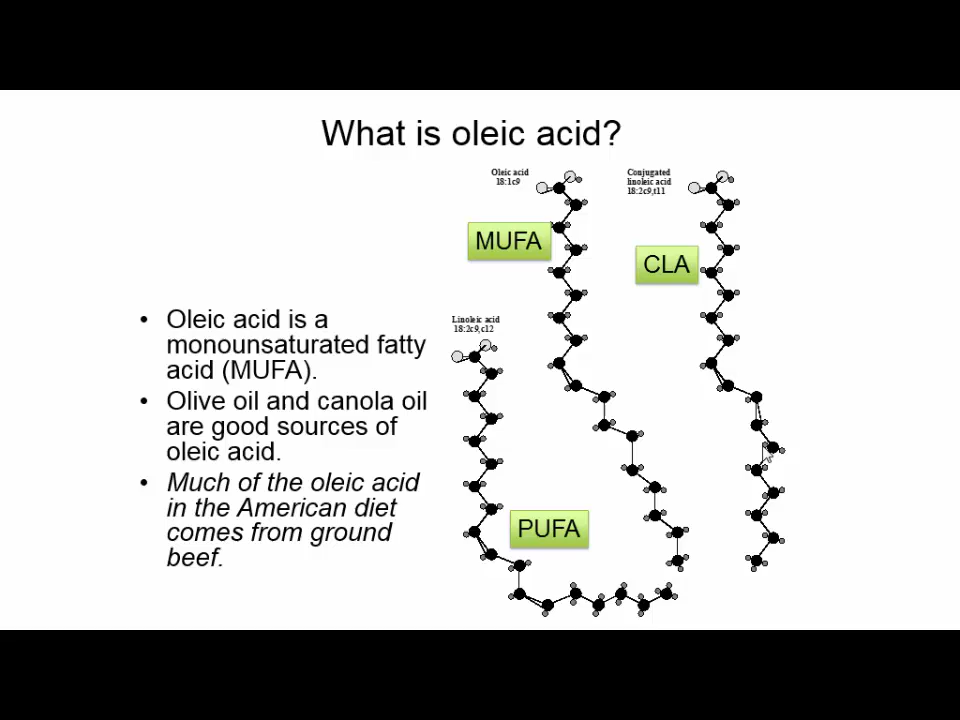 What is oleic acid?
Oleic acid
18:1c9
Conjugated
linoleic acid
18:2c9,t11
MUFA
CLA
• Oleic acid is a
monounsaturated fatty
acid (MUFA).
• Olive oil and canola oil
are good sources of
oleic acid.
• Much of the oleic acid
in the American diet
comes from ground
beef.
Linoleic acid
18:2c9,c12
PUFA